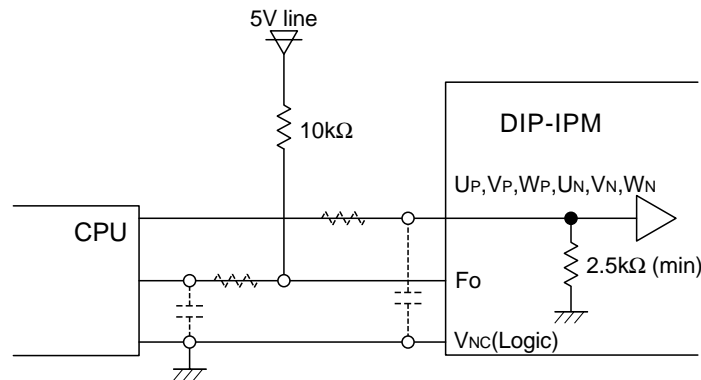 5V line
10kΩ
DIP-IPM
UP,VP,WP,UN,VN,WN
CPU
2.5kΩ (min)
Fo
VNC(Logic)